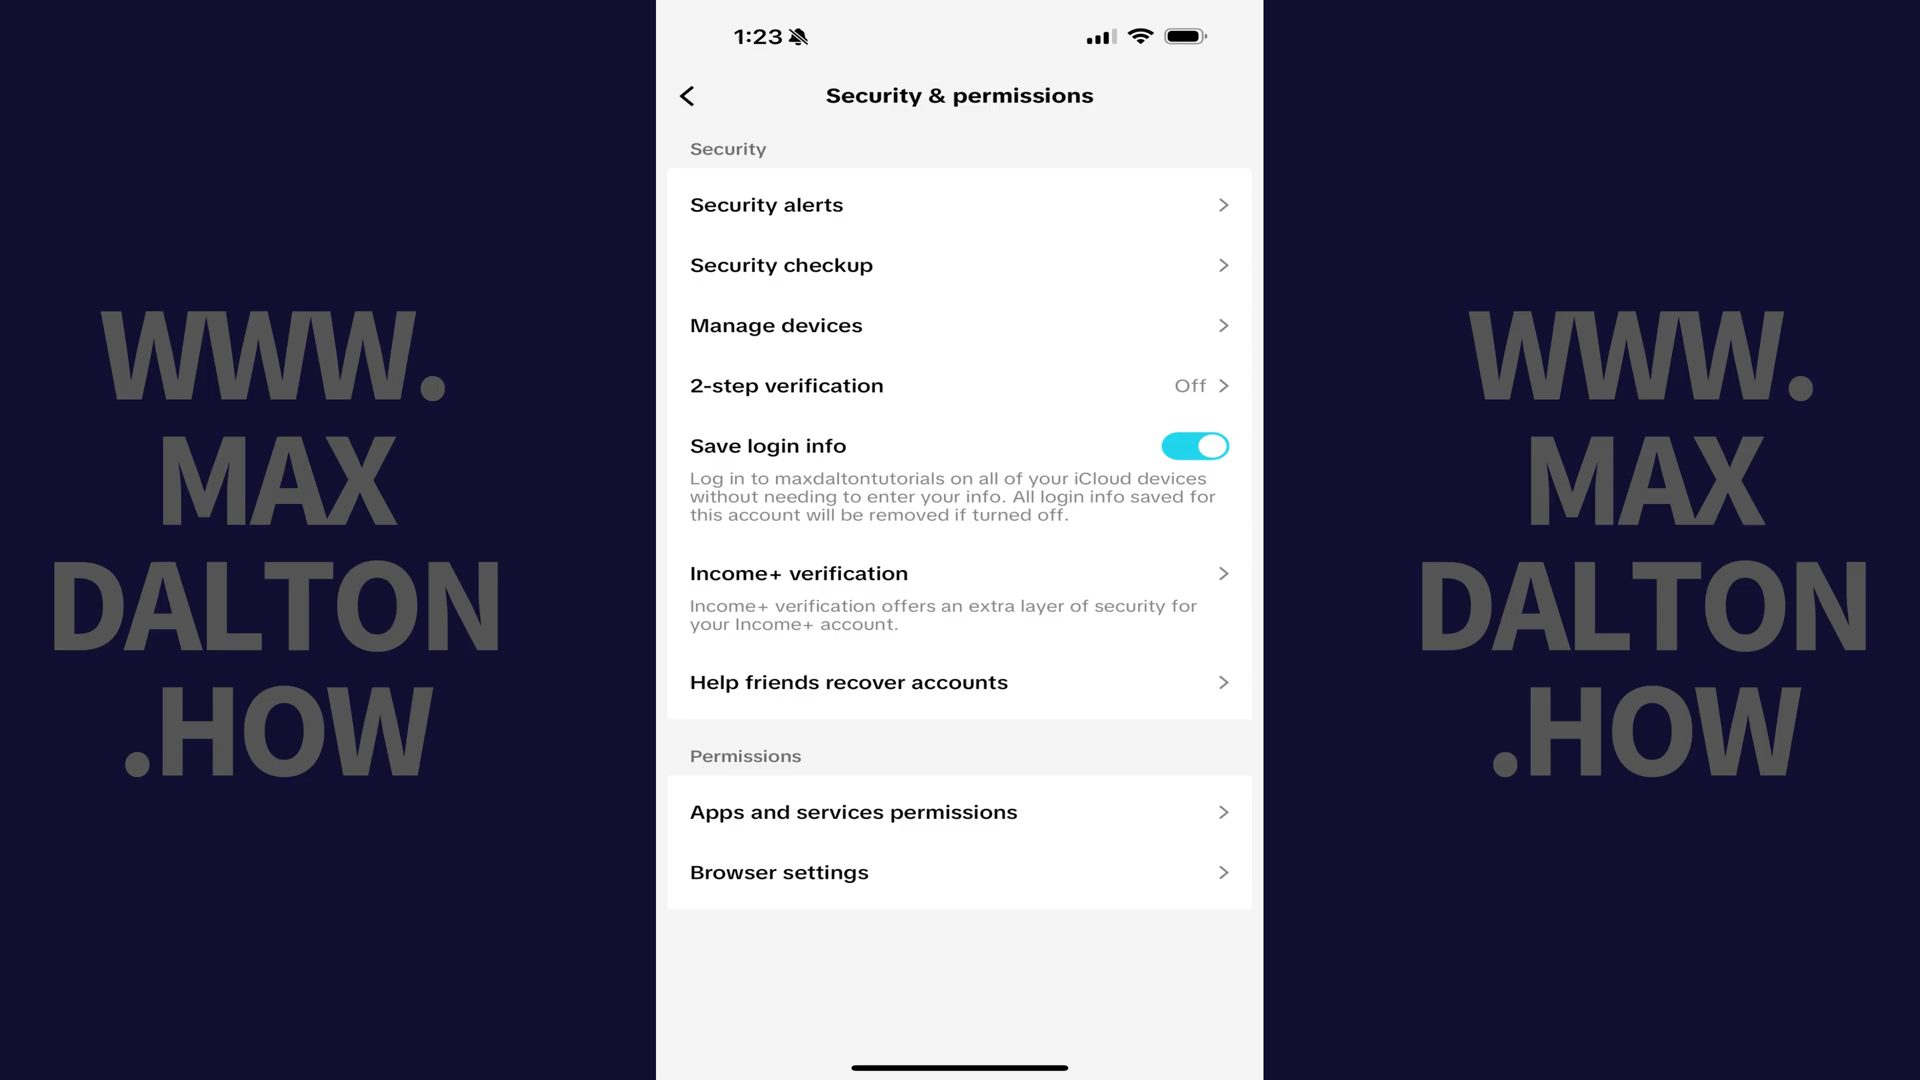 1:23
Security & permissions
Security
Security alerts
Security checkup
Manage devices
2-step verification Off
Save login info
Log in to maxdaltontutorials on all of your iCloud devices
without needing to enter your info. All login info saved for
this account will be removed if turned off.
Income+ verification
Income+ verification offers an extra layer of security for
your Income+ account.
Help friends recover accounts
Permissions
Apps and services permissions
Browser settings
WWW.
MAX
DALTON
.HOW
WWW.
MAX
DALTON
.HOW